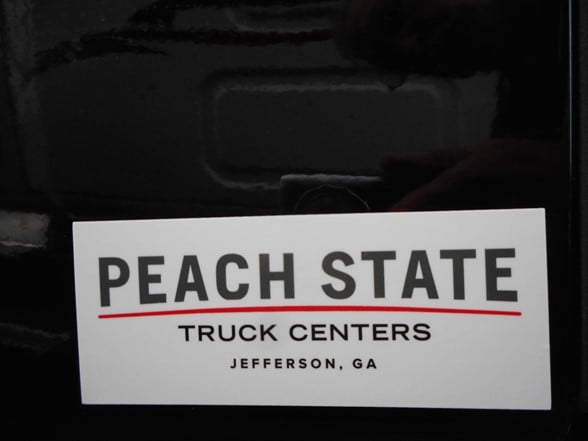 PEACH STATE
TRUCK CENTERS
JEFFERSON, GA